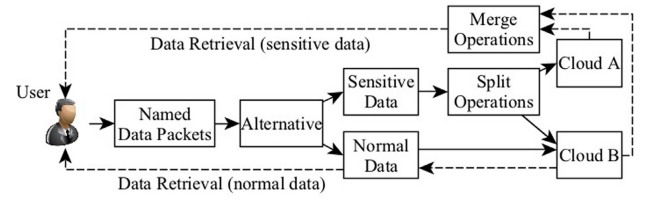 Merge
Operations
Data Retrieval (sensitive data)
Cloud A
User
Sensitive
Data
Split
Operations
Named
Data Packets
Alternative
Normal
Data
Cloud B
Data Retrieval (normal data)